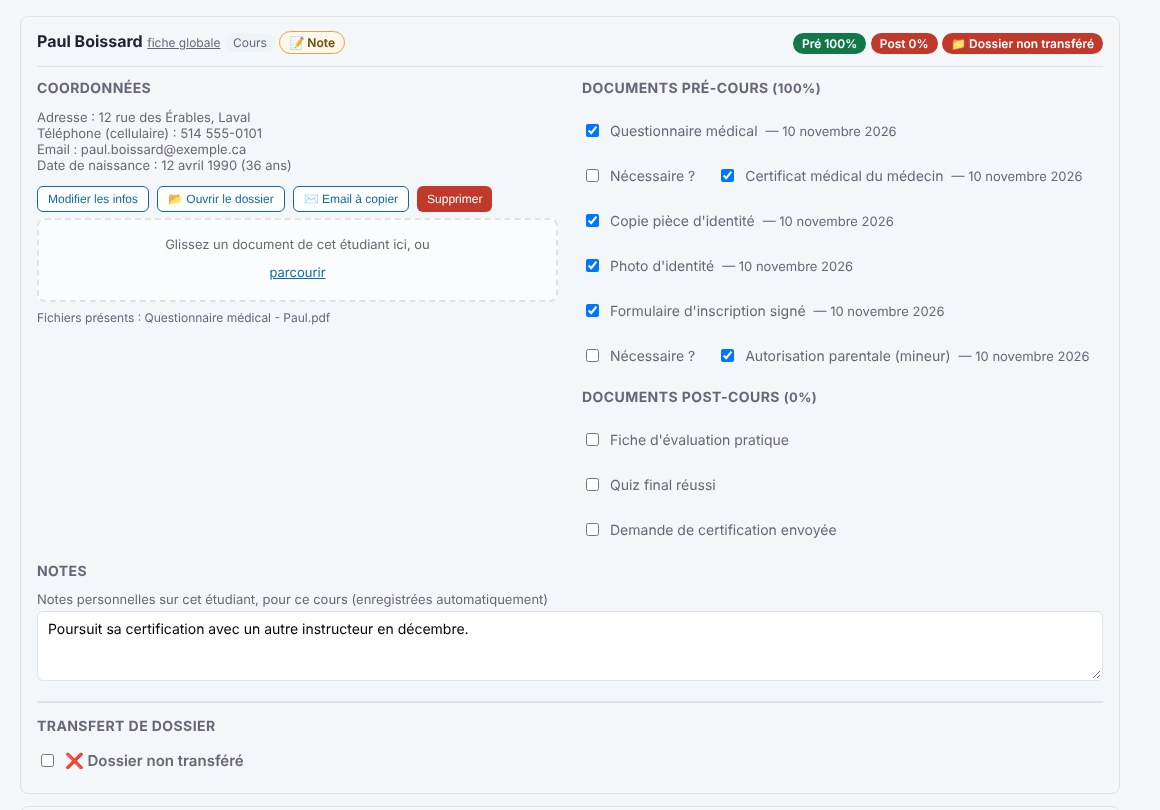 Paul Boissard fiche globale Cours 📝 Note
Pré 100% Post 0% 📁 Dossier non transféré
COORDONNÉES
Adresse : 12 rue des Érables, Laval
Téléphone (cellulaire) : 514 555-0101
Email : paul.boissard@exemple.ca
Date de naissance : 12 avril 1990 (36 ans)
Modifier les infos 📂 Ouvrir le dossier ✉️ Email à copier Supprimer
Glissez un document de cet étudiant ici, ou
parcourir
Fichiers présents : Questionnaire médical - Paul.pdf
DOCUMENTS PRÉ-COURS (100%)
Questionnaire médical — 10 novembre 2026
Nécessaire ? Certificat médical du médecin — 10 novembre 2026
Copie pièce d'identité — 10 novembre 2026
Photo d'identité — 10 novembre 2026
Formulaire d'inscription signé — 10 novembre 2026
Nécessaire ? Autorisation parentale (mineur) — 10 novembre 2026
DOCUMENTS POST-COURS (0%)
Fiche d'évaluation pratique
Quiz final réussi
Demande de certification envoyée
NOTES
Notes personnelles sur cet étudiant, pour ce cours (enregistrées automatiquement)
Poursuit sa certification avec un autre instructeur en décembre.
TRANSFERT DE DOSSIER
❌ Dossier non transféré